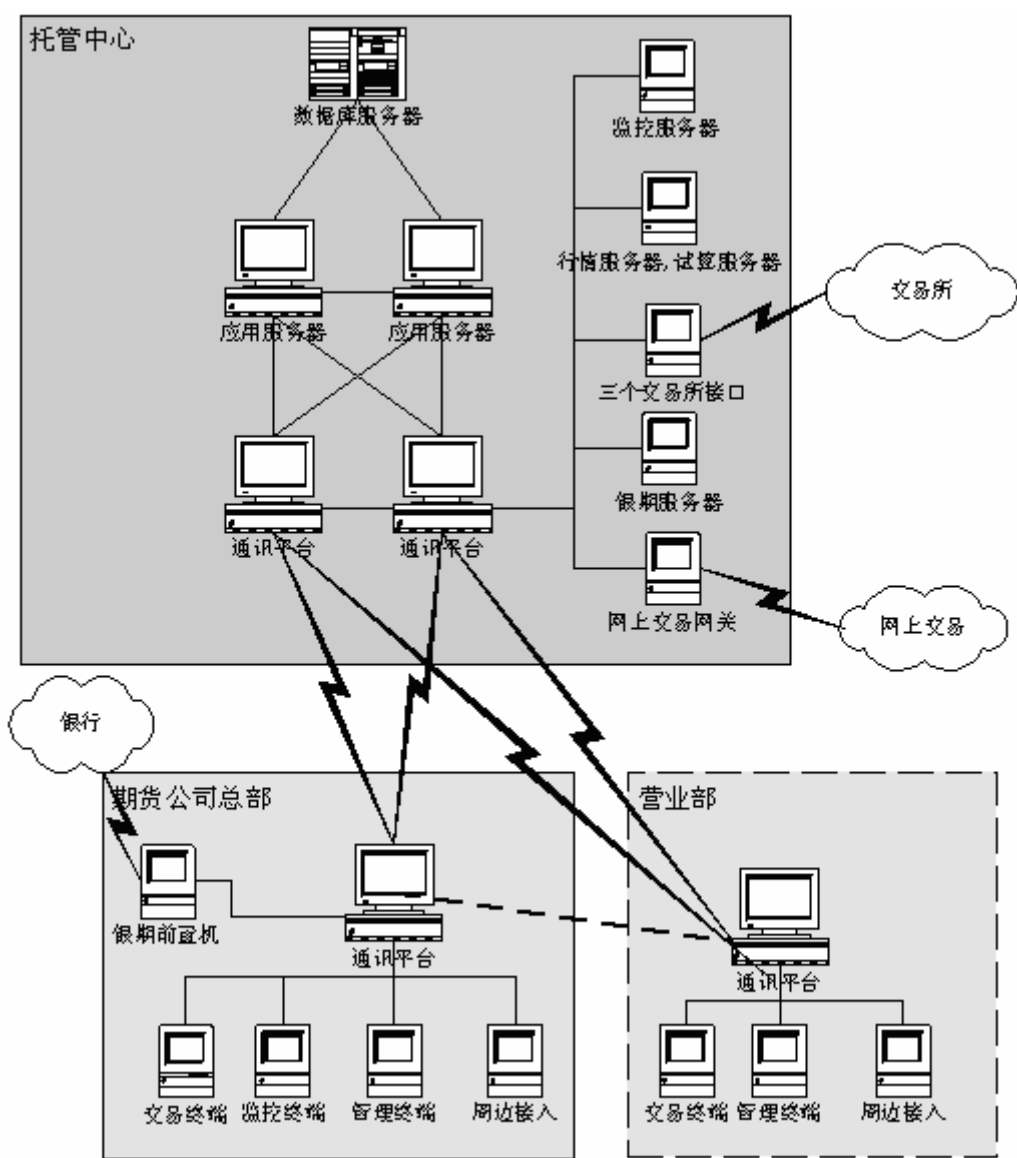 托管中心
数据库服务器
监控服务器
应用服务器
应用服务器
行情服务器,试算服务器
交易所
三个交易所接口
通讯平台
通讯平台
银期服务器
网上交易网关
网上交易
银行
期货公司总部
营业部
银期前置机
通讯平台
通讯平台
交易终端
监控终端
管理终端
周边接入
交易终端
管理终端
周边接入